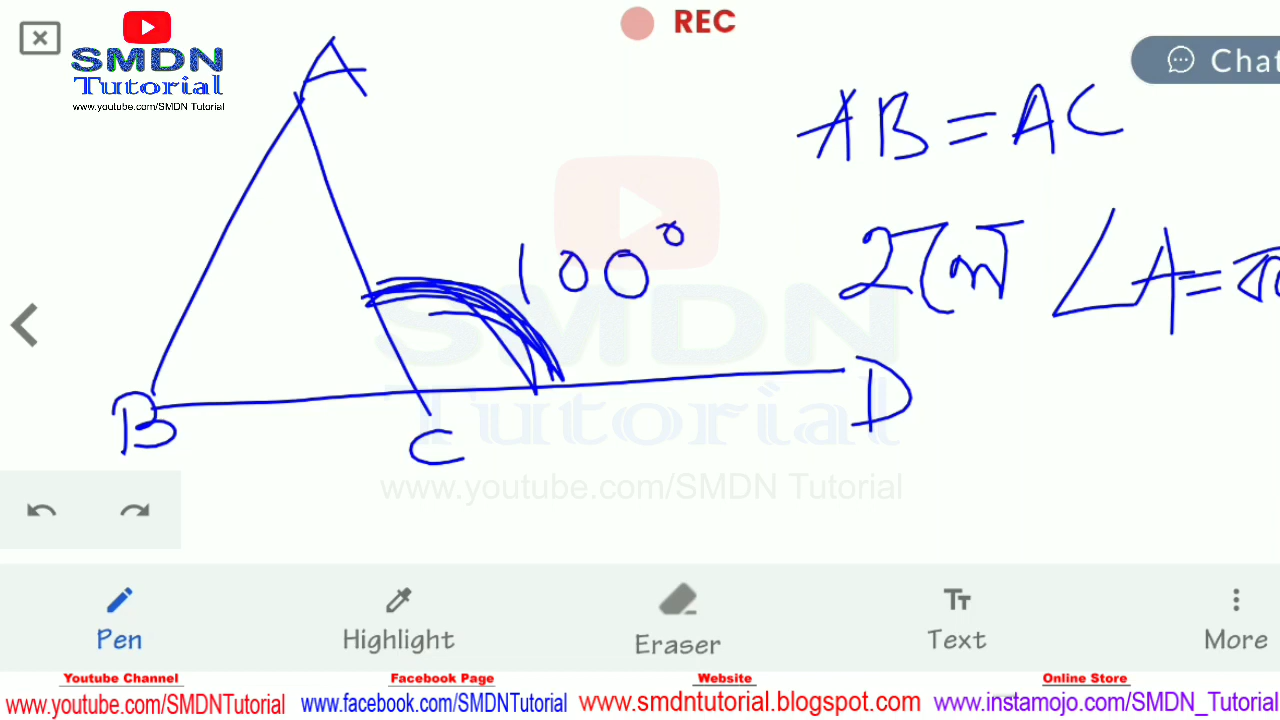 REC
SMDN
Tutorial
www.youtube.com/SMDN Tutorial
Chat
A
AB = AC
100°
∠A =
B
C
D
SMDN
Tutorial
www.youtube.com/SMDN Tutorial
Pen
Highlight
Eraser
Text
More
Youtube Channel
Facebook Page
Website
Online Store
www.youtube.com/SMDNTutorial
www.facebook.com/SMDNTutorial
www.smdntutorial.blogspot.com
www.instamojo.com/SMDN_Tutorial